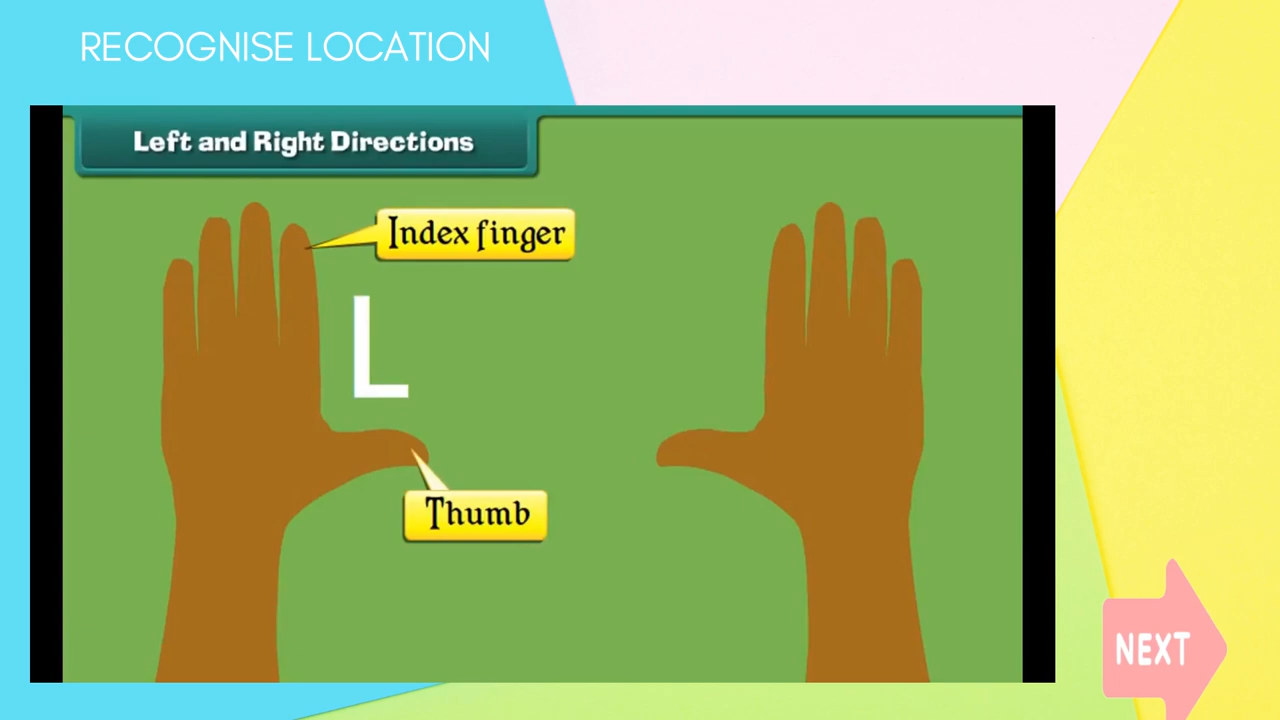 RECOGNISE LOCATION
Left and Right Directions
Index finger
L
Thumb
NEXT